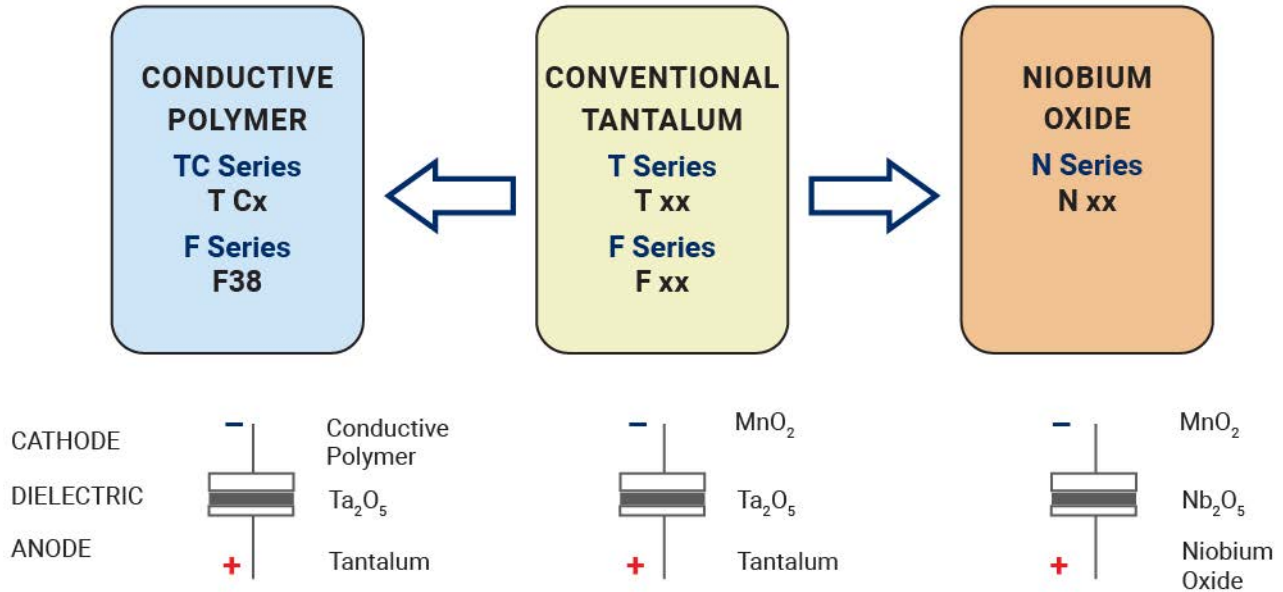 CONDUCTIVE
POLYMER
TC Series
T Cx
F Series
F38
CONVENTIONAL
TANTALUM
T Series
T xx
F Series
F xx
NIOBIUM
OXIDE
N Series
N xx
CATHODE
DIELECTRIC
ANODE
−
Conductive
Polymer
Ta₂O₅
+
Tantalum
−
MnO₂
Ta₂O₅
+
Tantalum
−
MnO₂
Nb₂O₅
+
Niobium
Oxide